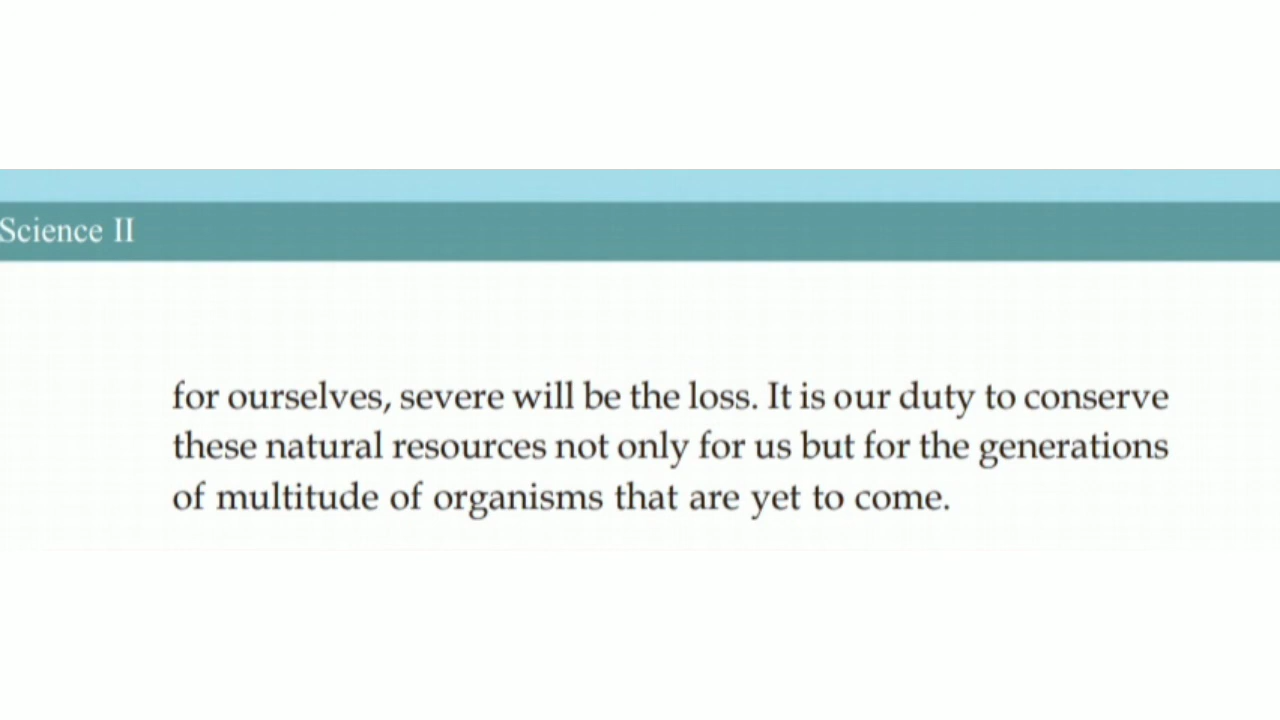 Science II
for ourselves, severe will be the loss. It is our duty to conserve
these natural resources not only for us but for the generations
of multitude of organisms that are yet to come.